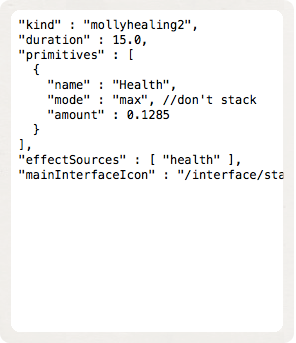 "kind" : "mollyhealing2",
"duration" : 15.0,
"primitives" : [
  {
    "name" : "Health",
    "mode" : "max", //don't stack
    "amount" : 0.1285
  }
],
"effectSources" : [ "health" ],
"mainInterfaceIcon" : "/interface/sta